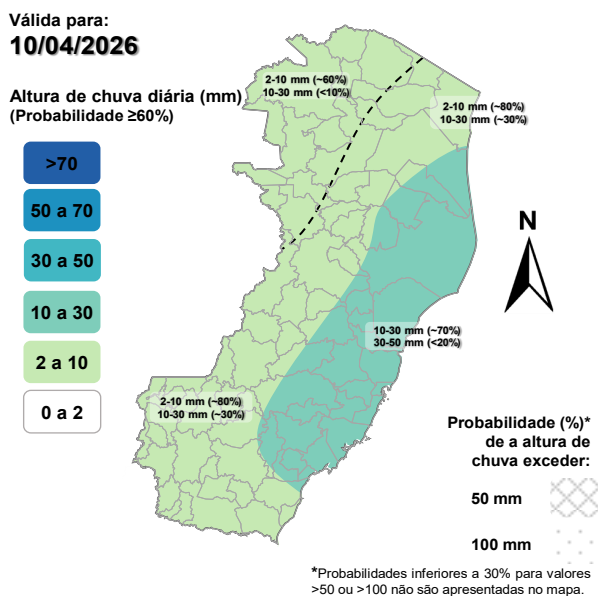 Válida para:
10/04/2026
Altura de chuva diária (mm)
(Probabilidade ≥60%)
>70
50 a 70
30 a 50
10 a 30
2 a 10
0 a 2
2-10 mm (~60%)
10-30 mm (<10%)
2-10 mm (~80%)
10-30 mm (~30%)
N
10-30 mm (~70%)
30-50 mm (<20%)
2-10 mm (~80%)
10-30 mm (~30%)
Probabilidade (%)*
de a altura de
chuva exceder:
50 mm
100 mm
*Probabilidades inferiores a 30% para valores
>50 ou >100 não são apresentadas no mapa.